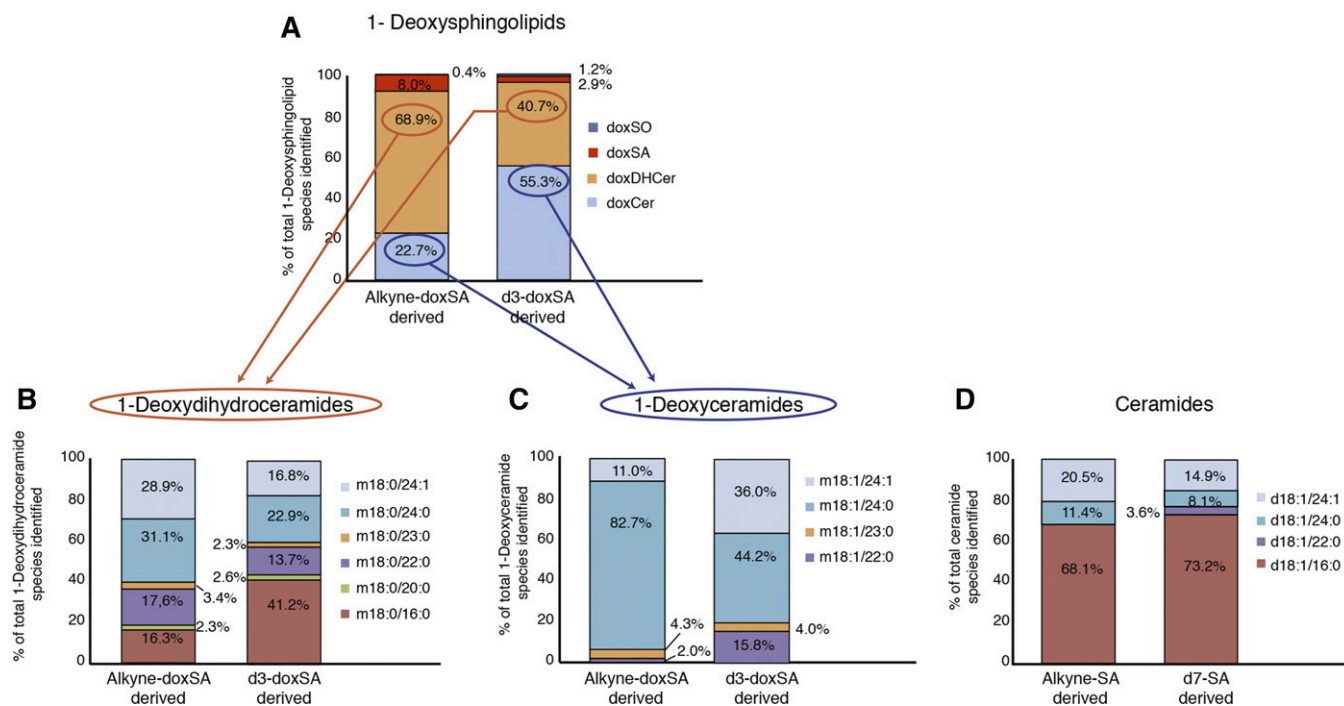 A
1- Deoxysphingolipids
% of total 1-Deoxysphingolipid
species identified
100
80
60
40
20
0
8.0%
0.4%
68.9%
22.7%
1.2%
2.9%
40.7%
55.3%
doxSO
doxSA
doxDHCer
doxCer
Alkyne-doxSA
derived
d3-doxSA
derived
B
1-Deoxydihydroceramides
% of total 1-Deoxydihydroceramide
species identified
100
80
60
40
20
0
28.9%
31.1%
3.4%
17,6%
2.3%
16.3%
16.8%
22.9%
2.3%
13.7%
2.6%
41.2%
m18:0/24:1
m18:0/24:0
m18:0/23:0
m18:0/22:0
m18:0/20:0
m18:0/16:0
Alkyne-doxSA
derived
d3-doxSA
derived
C
1-Deoxyceramides
% of total 1-Deoxyceramide
species identified
100
80
60
40
20
0
11.0%
82.7%
4.3%
2.0%
36.0%
44.2%
4.0%
15.8%
m18:1/24:1
m18:1/24:0
m18:1/23:0
m18:1/22:0
Alkyne-doxSA
derived
d3-doxSA
derived
D
Ceramides
% of total ceramide
species identified
100
80
60
40
20
0
20.5%
11.4%
68.1%
14.9%
8.1%
3.6%
73.2%
d18:1/24:1
d18:1/24:0
d18:1/22:0
d18:1/16:0
Alkyne-SA
derived
d7-SA
derived